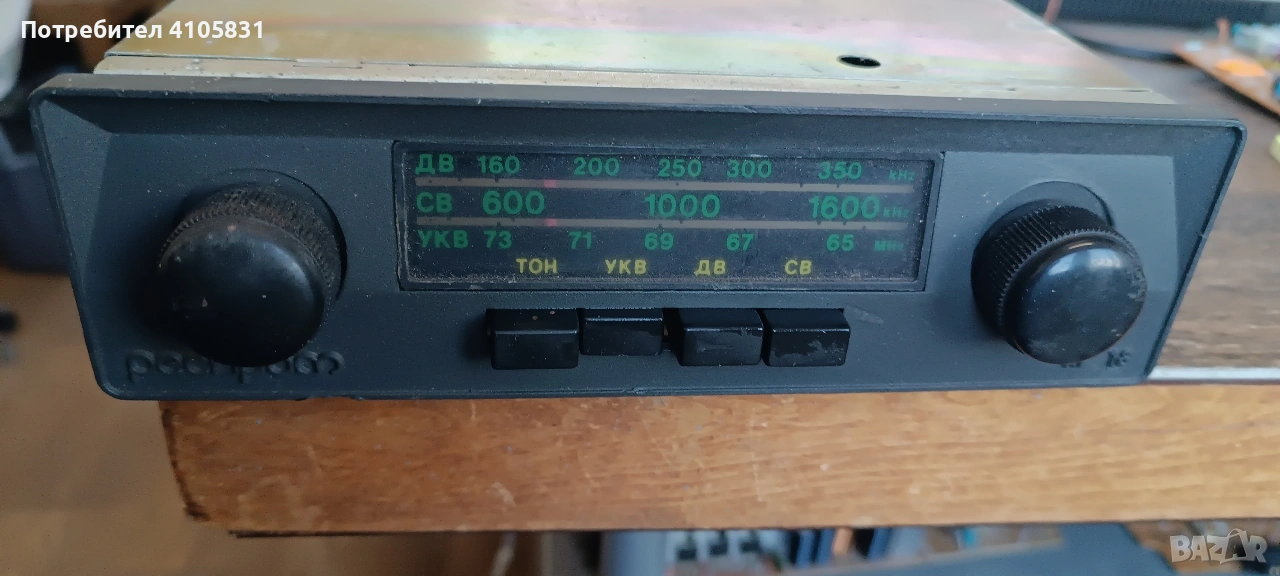 Потребител 4105831
ДВ 160 200 250 300 350 kHz
СВ 600 1000 1600 kHz
УКВ 73 71 69 67 65 MHz
ТОН УКВ ДВ СВ
BAZAR